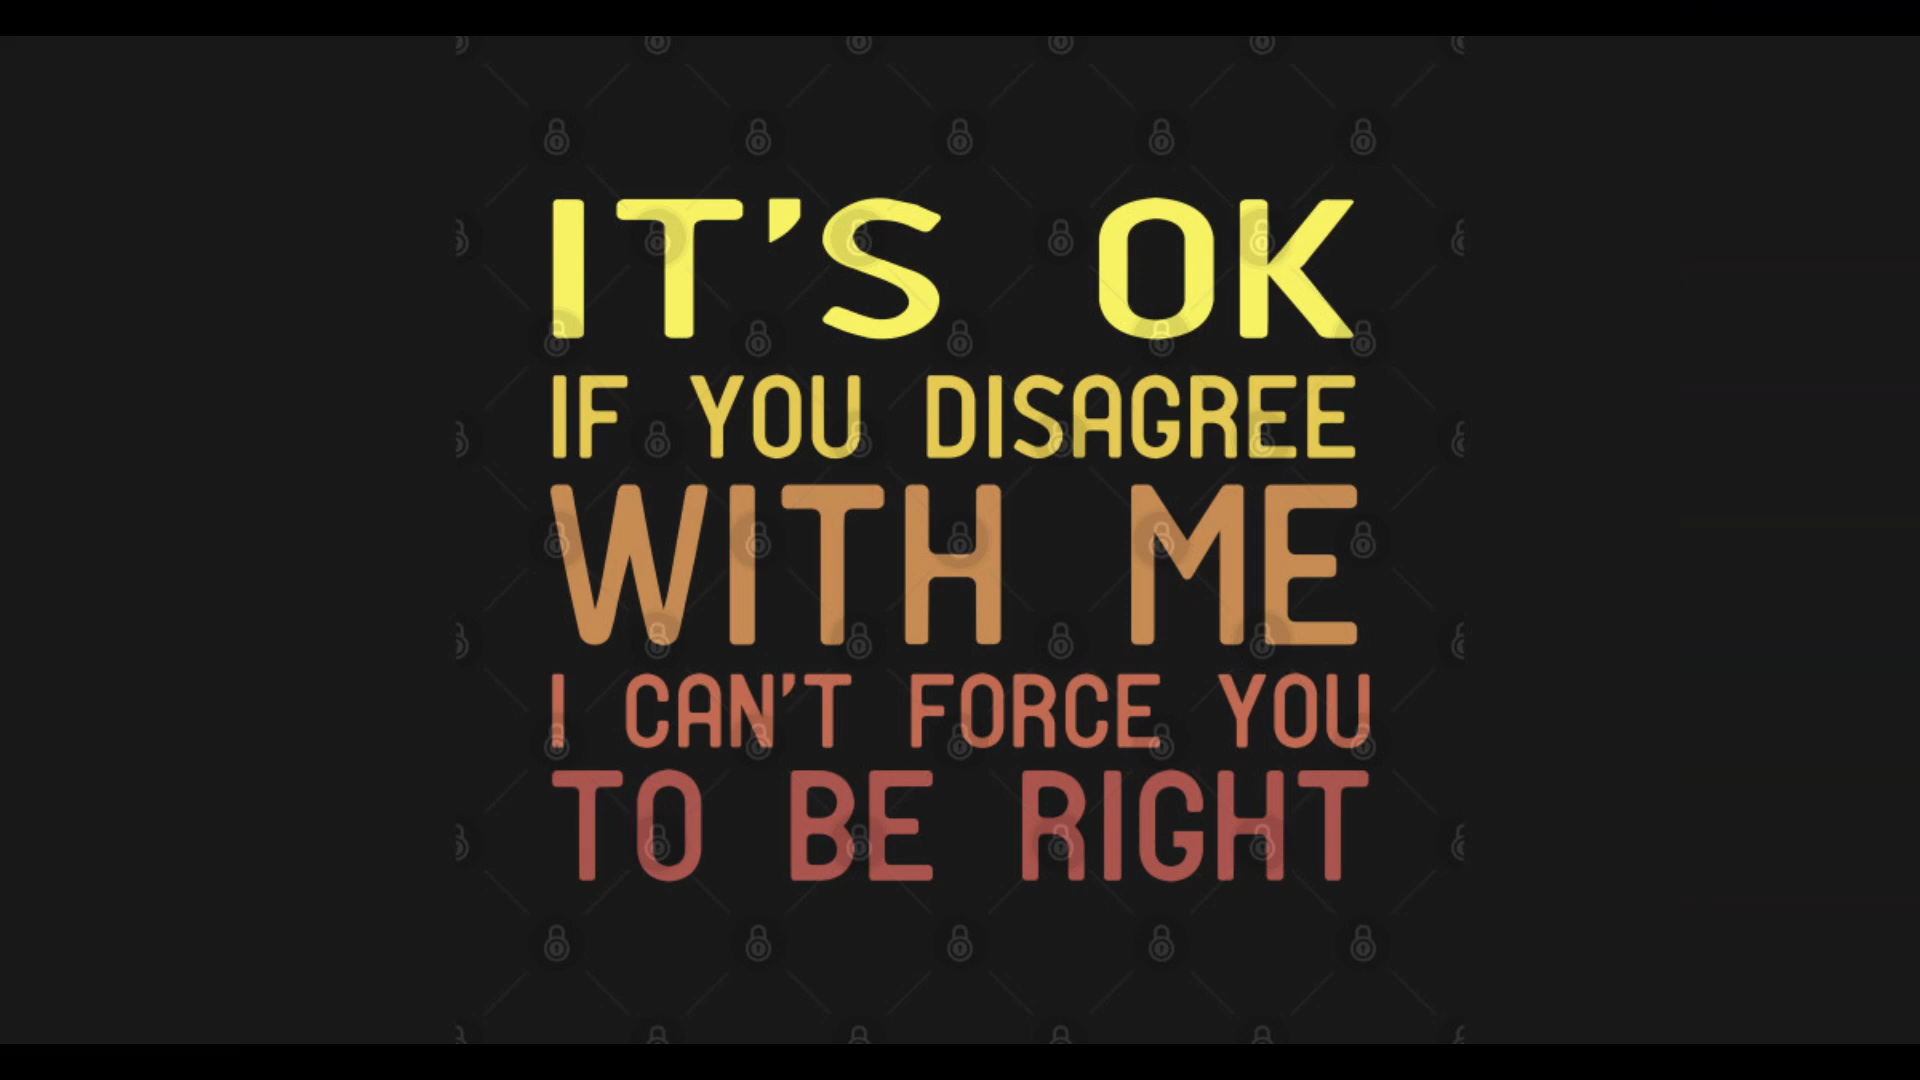 IT'S OK
IF YOU DISAGREE
WITH ME
I CAN'T FORCE YOU
TO BE RIGHT